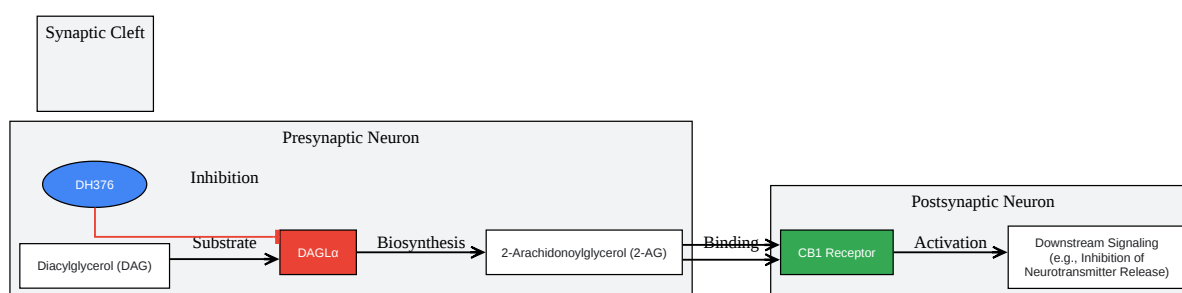 Synaptic Cleft
Presynaptic Neuron
DH376
Inhibition
Postsynaptic Neuron
Diacylglycerol (DAG)
Substrate
DAGLα
Biosynthesis
2-Arachidonoylglycerol (2-AG)
Binding
CB1 Receptor
Activation
Downstream Signaling
(e.g., Inhibition of
Neurotransmitter Release)